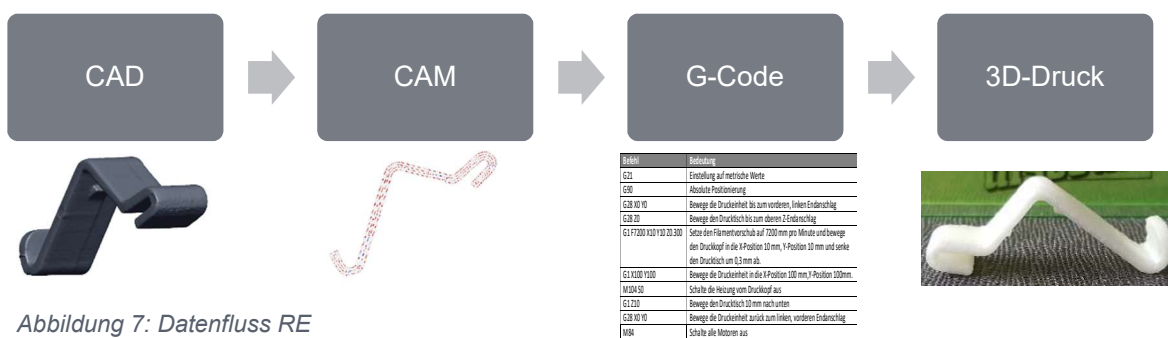 CAD
CAM
G-Code
3D-Druck
Befehl Bedeutung
G21 Einstellung auf metrische Werte
G90 Absolute Positionierung
G28 X0 Y0 Bewege die Druckeinheit bis zum vorderen, linken Endanschlag
G28 Z0 Bewege den Drucktisch bis zum oberen Z-Endanschlag
G1 F7200 X10 Y10 Z0.300 Setze den Filamentvorschub auf 7200 mm pro Minute und bewege
den Druckkopf in die X-Position 10 mm, Y-Position 10 mm und senke
den Drucktisch um 0,3 mm ab.
G1 X100 Y100 Bewege die Druckeinheit in die X-Position 100 mm,Y-Position 100mm.
M104 S0 Schalte die Heizung vom Druckkopf aus
G1 Z10 Bewege den Drucktisch 10 mm nach unten
G28 X0 Y0 Bewege die Druckeinheit zurück zum linken, vorderen Endanschlag
M84 Schalte alle Motoren aus
Abbildung 7: Datenfluss RE